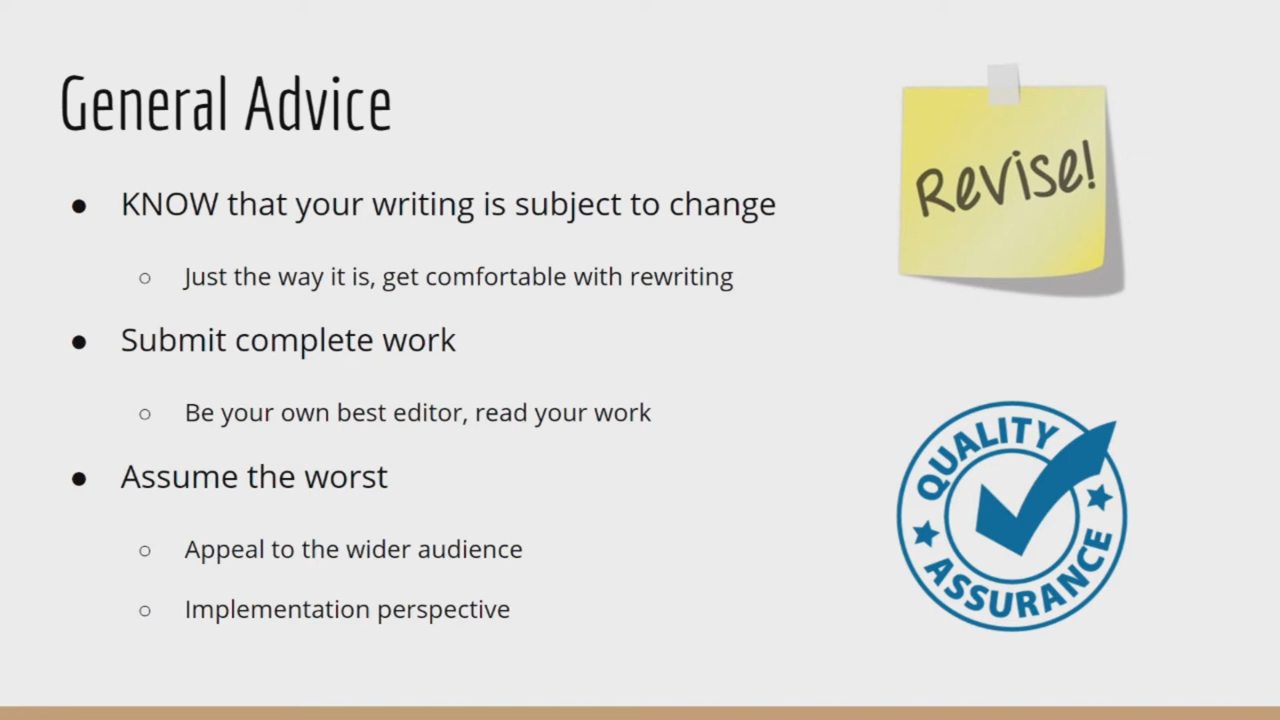 General Advice
● KNOW that your writing is subject to change
○ Just the way it is, get comfortable with rewriting
● Submit complete work
○ Be your own best editor, read your work
● Assume the worst
○ Appeal to the wider audience
○ Implementation perspective
Revise!
QUALITY
ASSURANCE